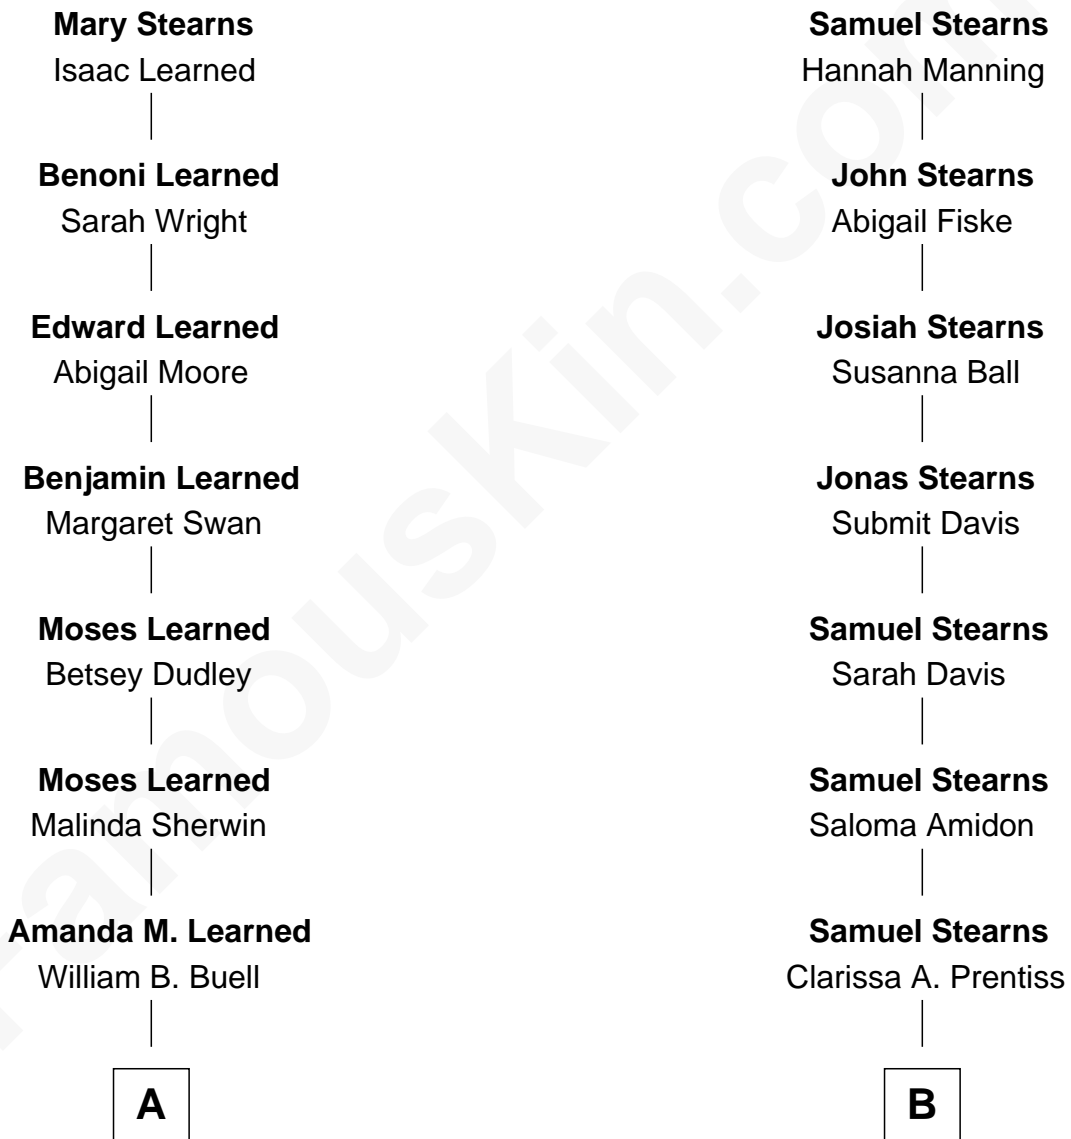 Mary Stearns
Isaac Learned
Benoni Learned
Sarah Wright
Edward Learned
Abigail Moore
Benjamin Learned
Margaret Swan
Moses Learned
Betsey Dudley
Moses Learned
Malinda Sherwin
Amanda M. Learned
William B. Buell
A
Samuel Stearns
Hannah Manning
John Stearns
Abigail Fiske
Josiah Stearns
Susanna Ball
Jonas Stearns
Submit Davis
Samuel Stearns
Sarah Davis
Samuel Stearns
Saloma Amidon
Samuel Stearns
Clarissa A. Prentiss
B
FamousKin.com